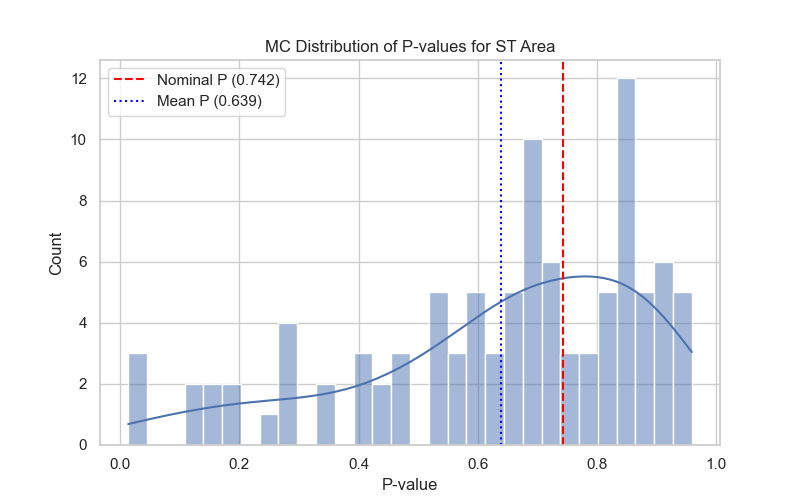 MC Distribution of P-values for ST Area
Nominal P (0.742)
Mean P (0.639)
Count
12
10
8
6
4
2
0
0.0 0.2 0.4 0.6 0.8 1.0
P-value